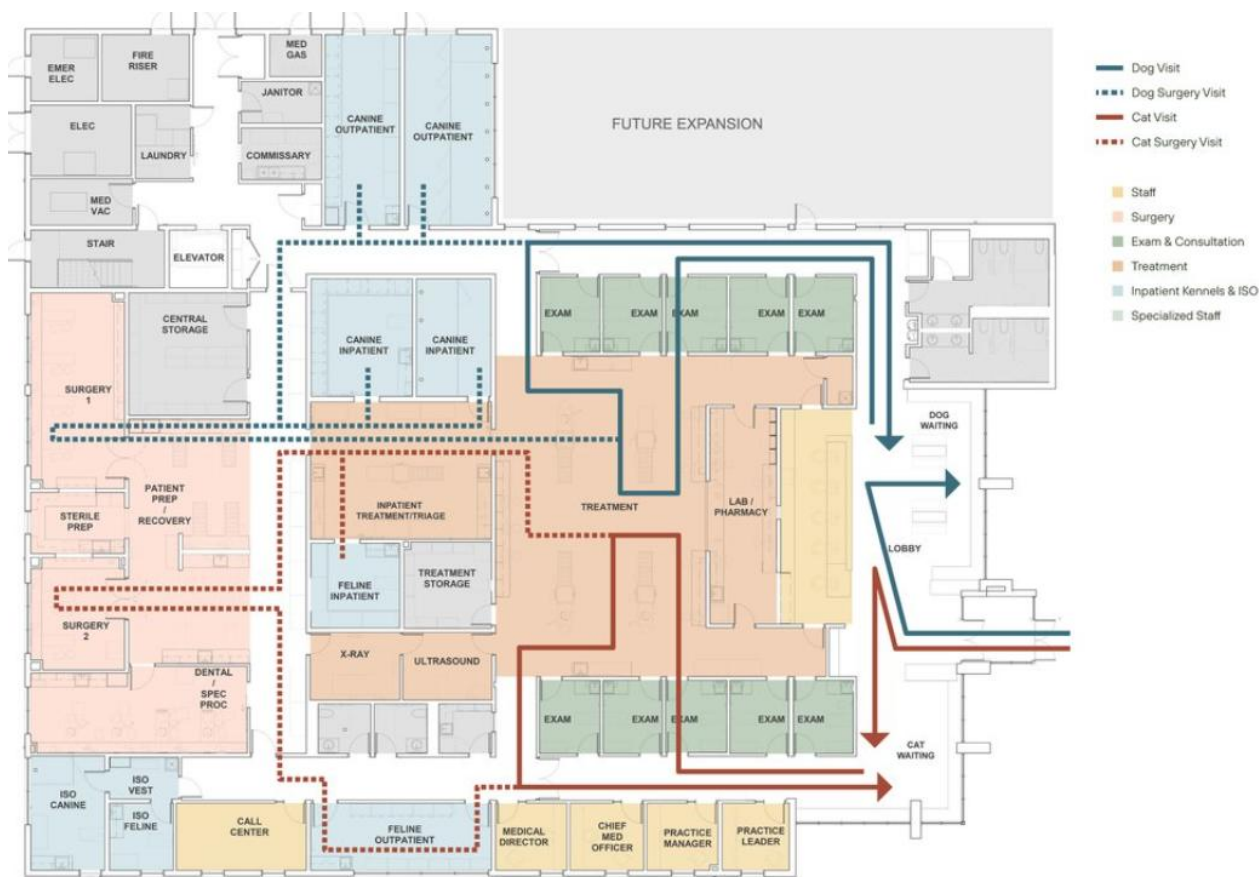 EMER
ELEC
FIRE
RISER
MED
GAS
JANITOR
CANINE
OUTPATIENT
CANINE
OUTPATIENT
FUTURE EXPANSION
ELEC
LAUNDRY
COMMISSARY
MED
VAC
STAIR
ELEVATOR
CENTRAL
STORAGE
CANINE
INPATIENT
CANINE
INPATIENT
EXAM
EXAM
EXAM
EXAM
EXAM
SURGERY
1
PATIENT
PREP
/
RECOVERY
STERILE
PREP
INPATIENT
TREATMENT/TRIAGE
TREATMENT
LAB /
PHARMACY
DOG
WAITING
LOBBY
FELINE
INPATIENT
TREATMENT
STORAGE
SURGERY
2
X-RAY
ULTRASOUND
DENTAL
/
SPEC
PROC
EXAM
EXAM
EXAM
EXAM
EXAM
CAT
WAITING
ISO
CANINE
ISO
VEST
ISO
FELINE
CALL
CENTER
FELINE
OUTPATIENT
MEDICAL
DIRECTOR
CHIEF
MED
OFFICER
PRACTICE
MANAGER
PRACTICE
LEADER
Dog Visit
Dog Surgery Visit
Cat Visit
Cat Surgery Visit
Staff
Surgery
Exam & Consultation
Treatment
Inpatient Kennels & ISO
Specialized Staff